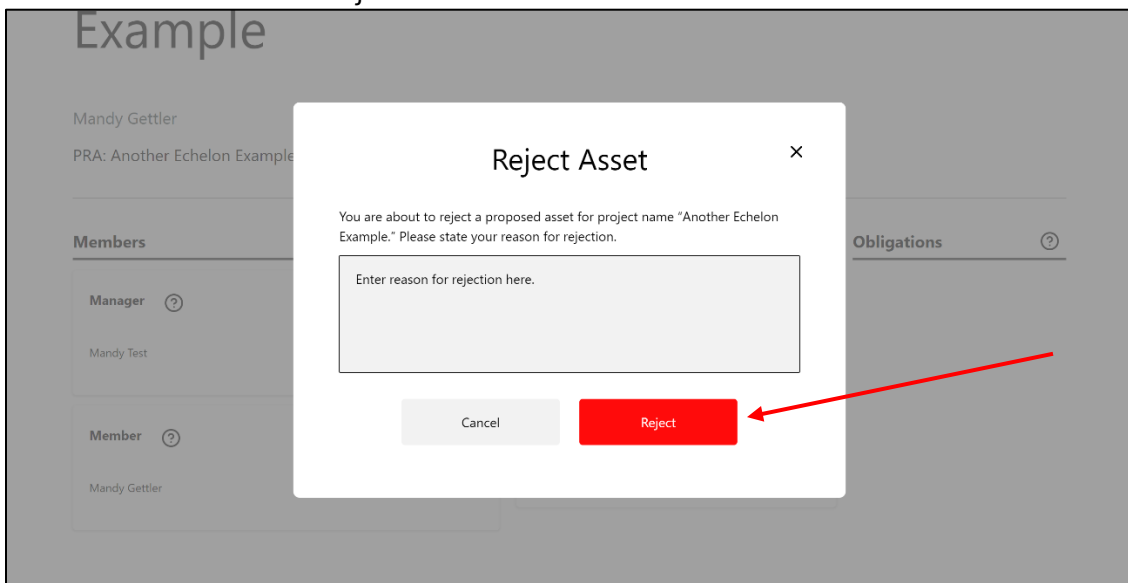 Example
Mandy Gettler
PRA: Another Echelon Example
Reject Asset
You are about to reject a proposed asset for project name “Another Echelon
Example.” Please state your reason for rejection.
Enter reason for rejection here.
Cancel
Reject
Members
Obligations
Manager
Mandy Test
Member
Mandy Gettler